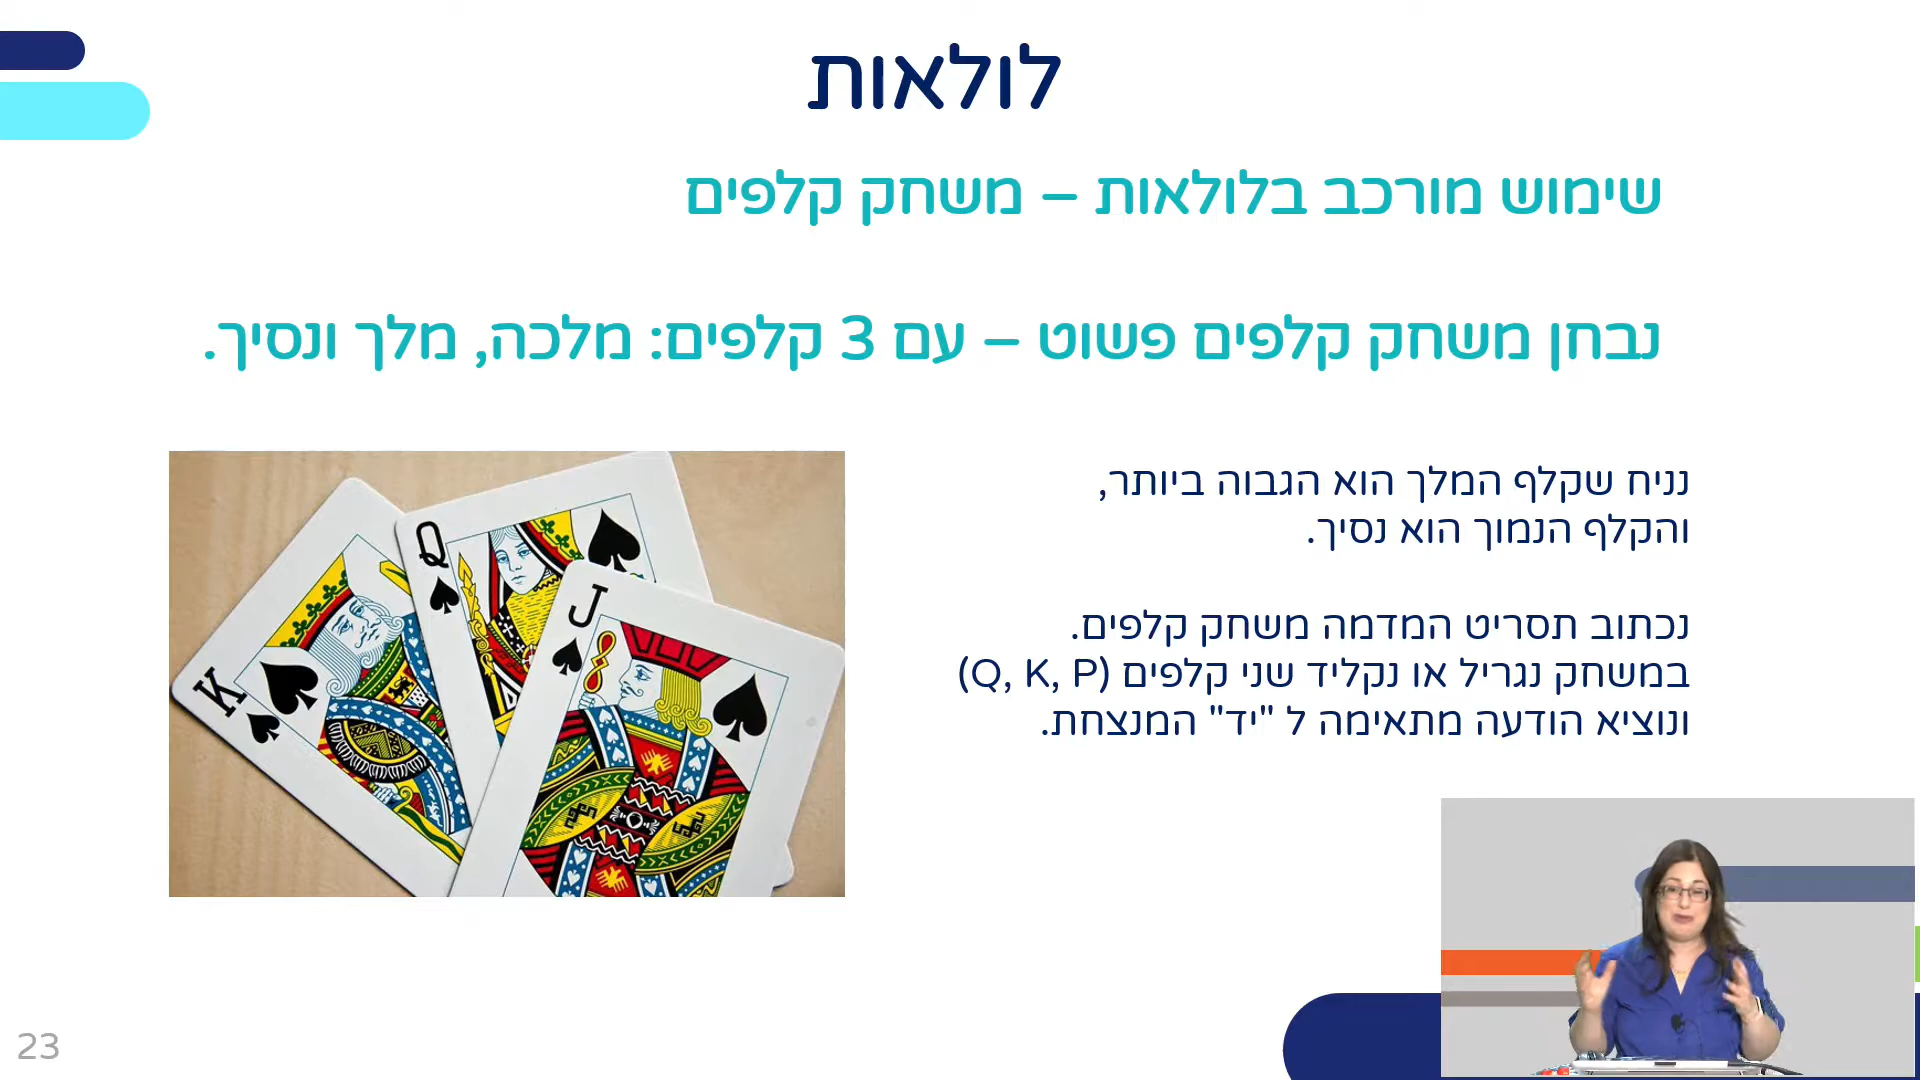 לולאות
שימוש מורכב בלולאות – משחק קלפים
נבחן משחק קלפים פשוט – עם 3 קלפים: מלכה, מלך ונסיך.
נניח שקלף המלך הוא הגבוה ביותר,
והקלף הנמוך הוא נסיך.
נכתוב תסריט המדמה משחק קלפים.
במשחק נגריל או נקליד שני קלפים (Q, K, P)
ונוציא הודעה מתאימה ל "יד" המנצחת.
K
Q
J
23